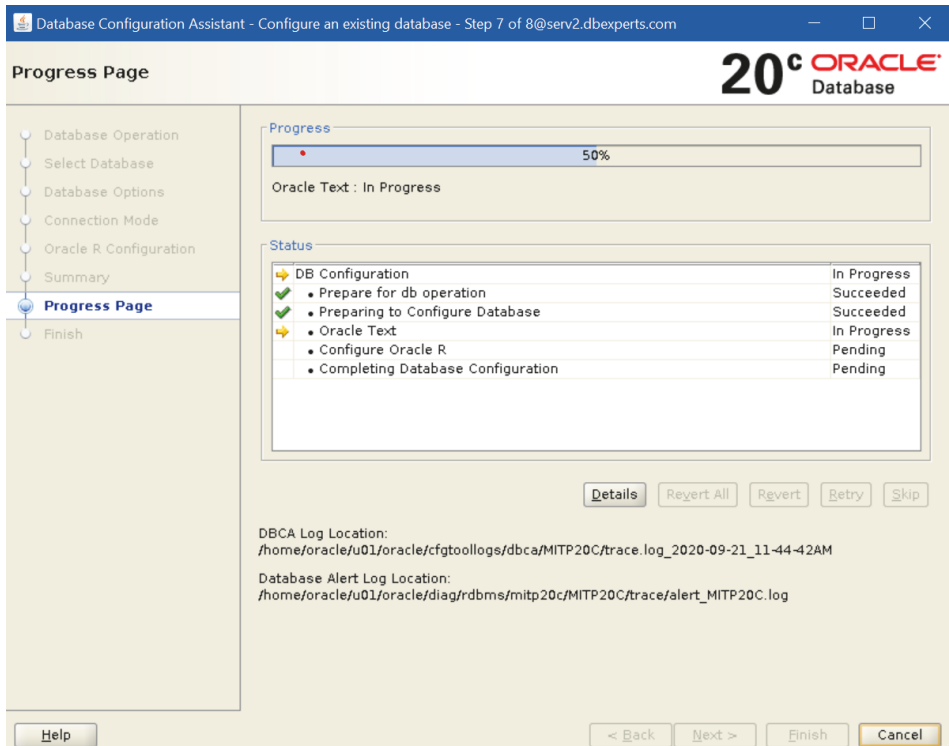 Database Configuration Assistant - Configure an existing database - Step 7 of 8@serv2.dbexperts.com
Progress Page
20c ORACLE
Database
Database Operation
Select Database
Database Options
Connection Mode
Oracle R Configuration
Summary
Progress Page
Finish
Progress
50%
Oracle Text : In Progress
Status
DB Configuration In Progress
• Prepare for db operation Succeeded
• Preparing to Configure Database Succeeded
• Oracle Text In Progress
• Configure Oracle R Pending
• Completing Database Configuration Pending
Details Revert All Revert Retry Skip
DBCA Log Location:
/home/oracle/u01/oracle/cfgtoollogs/dbca/MITP20C/trace.log_2020-09-21_11-44-42AM
Database Alert Log Location:
/home/oracle/u01/oracle/diag/rdbms/mitp20c/MITP20C/trace/alert_MITP20C.log
Help < Back Next > Finish Cancel